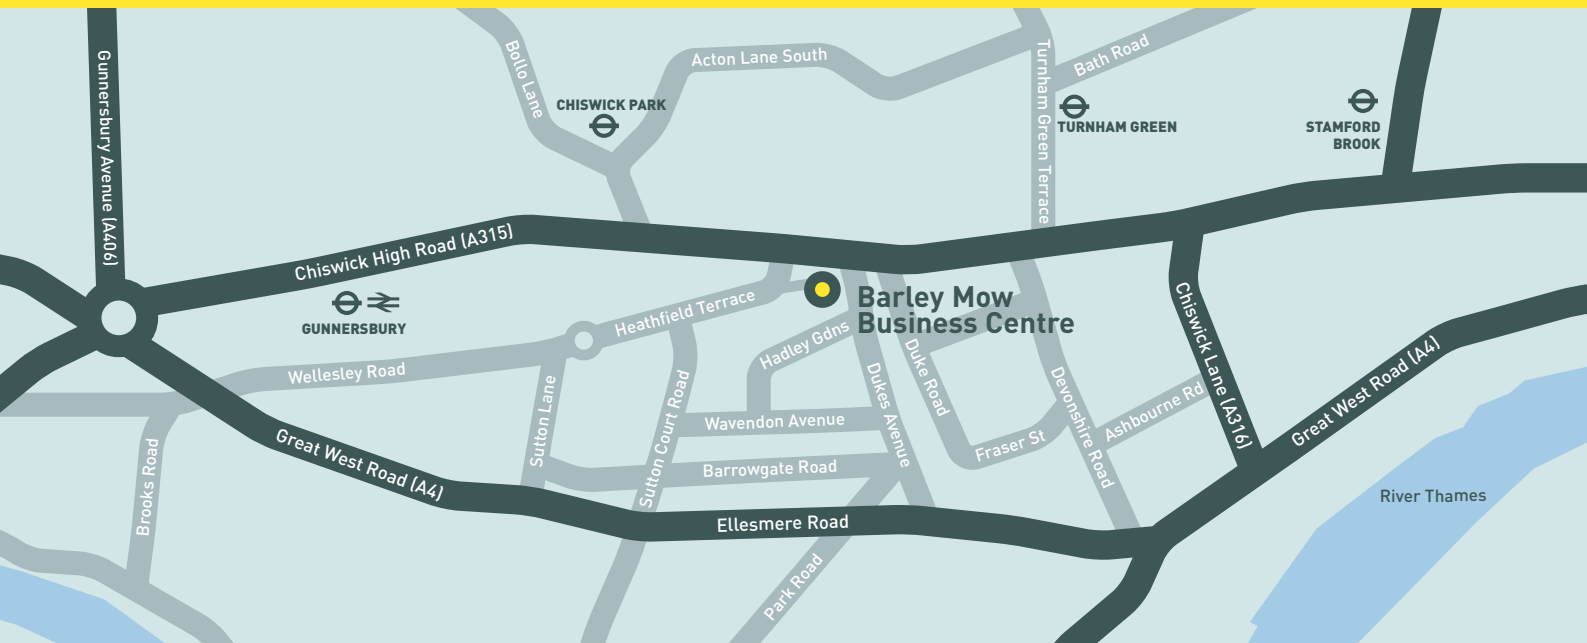 Gunnersbury Avenue (A406)
Bollo Lane
Acton Lane South
Turnham Green Terrace
Bath Road
CHISWICK PARK
TURNHAM GREEN
STAMFORD
BROOK
Chiswick High Road (A315)
GUNNERSBURY
Heathfield Terrace
Barley Mow
Business Centre
Chiswick Lane (A316)
Great West Road (A4)
Wellesley Road
Hadley Gdns
Duke Road
Dukes Avenue
Devonshire Road
Ashbourne Rd
Sutton Lane
Sutton Court Road
Wavendon Avenue
Fraser St
Barrowgate Road
Great West Road (A4)
Brooks Road
Ellesmere Road
Park Road
River Thames